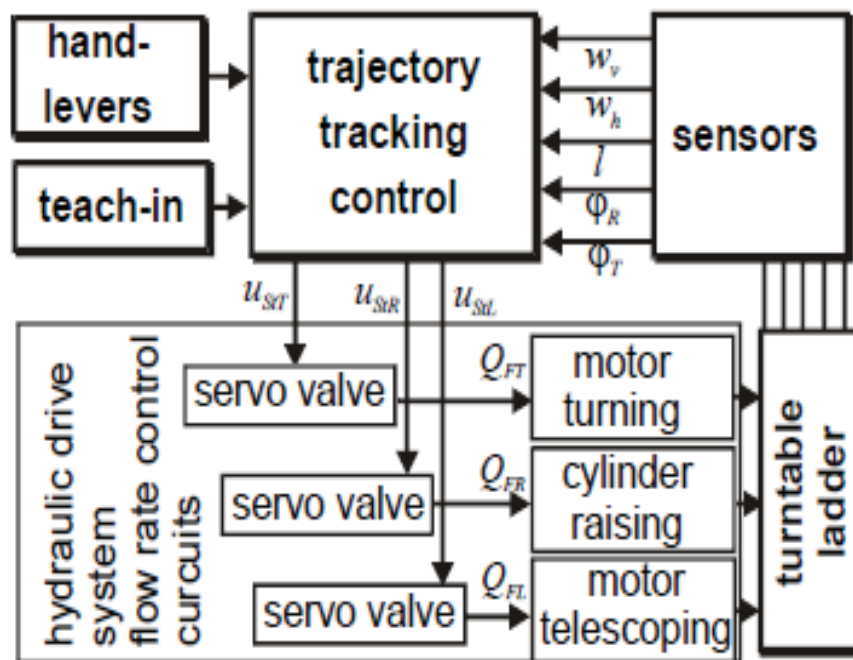 hand-
levers
teach-in
trajectory
tracking
control
w_v
w_h
l
φ_R
φ_T
sensors
u_StT
u_StR
u_StL
hydraulic drive
system
flow rate control
curcuits
servo valve
servo valve
servo valve
Q_FT
Q_FR
Q_FL
motor
turning
cylinder
raising
motor
telescoping
turntable
ladder